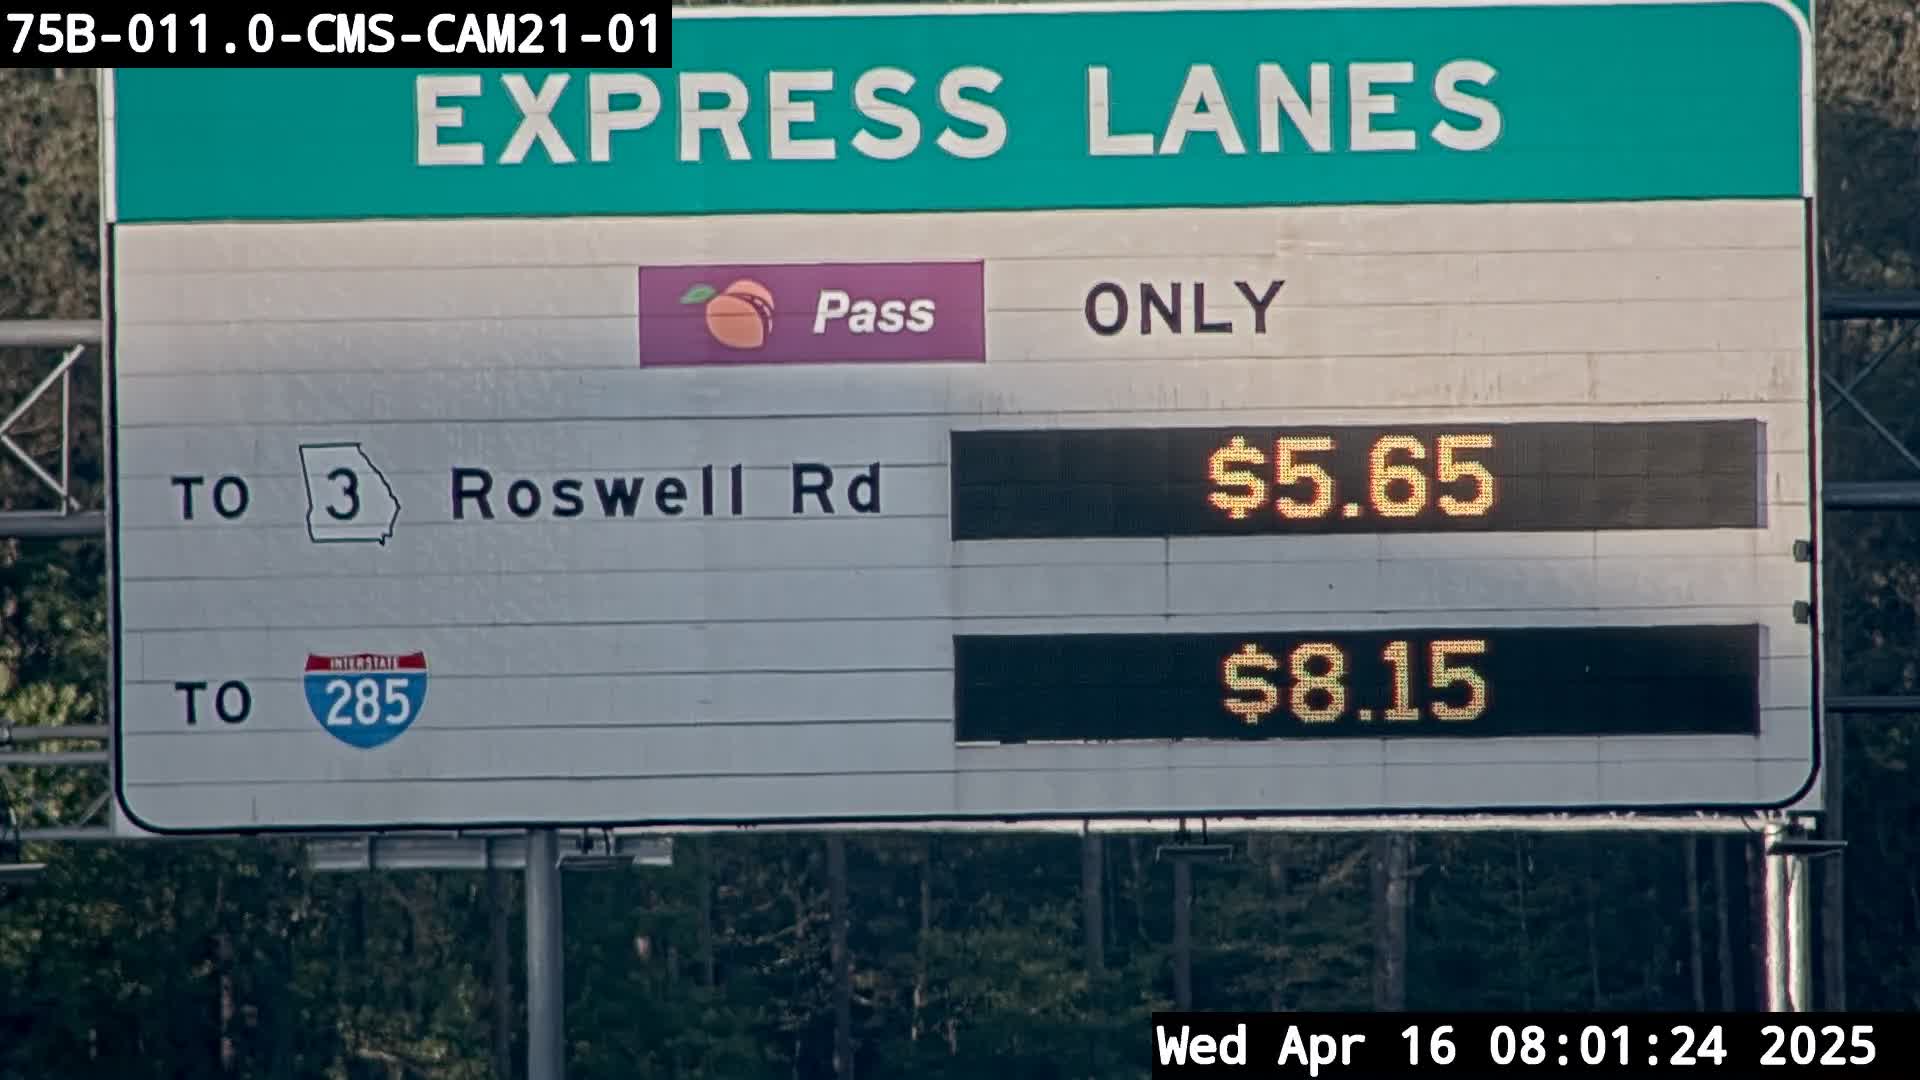 75B-011.0-CMS-CAM21-01
EXPRESS LANES
Pass ONLY
TO 3 Roswell Rd $5.65
INTERSTATE
TO 285 $8.15
Wed Apr 16 08:01:24 2025